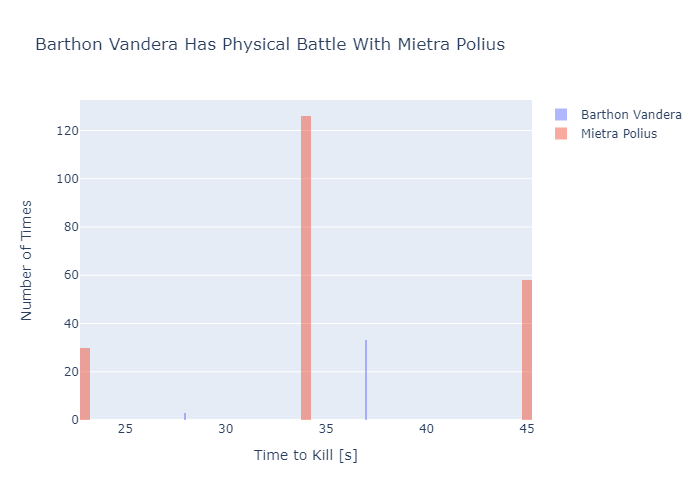 Barthon Vandera Has Physical Battle With Mietra Polius
Barthon Vandera
Mietra Polius
Number of Times
120
100
80
60
40
20
0
25 30 35 40 45
Time to Kill [s]